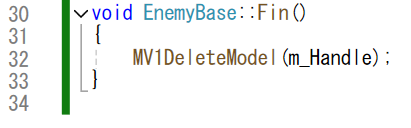 30 void EnemyBase::Fin()
31 {
32     MV1DeleteModel(m_Handle);
33 }
34